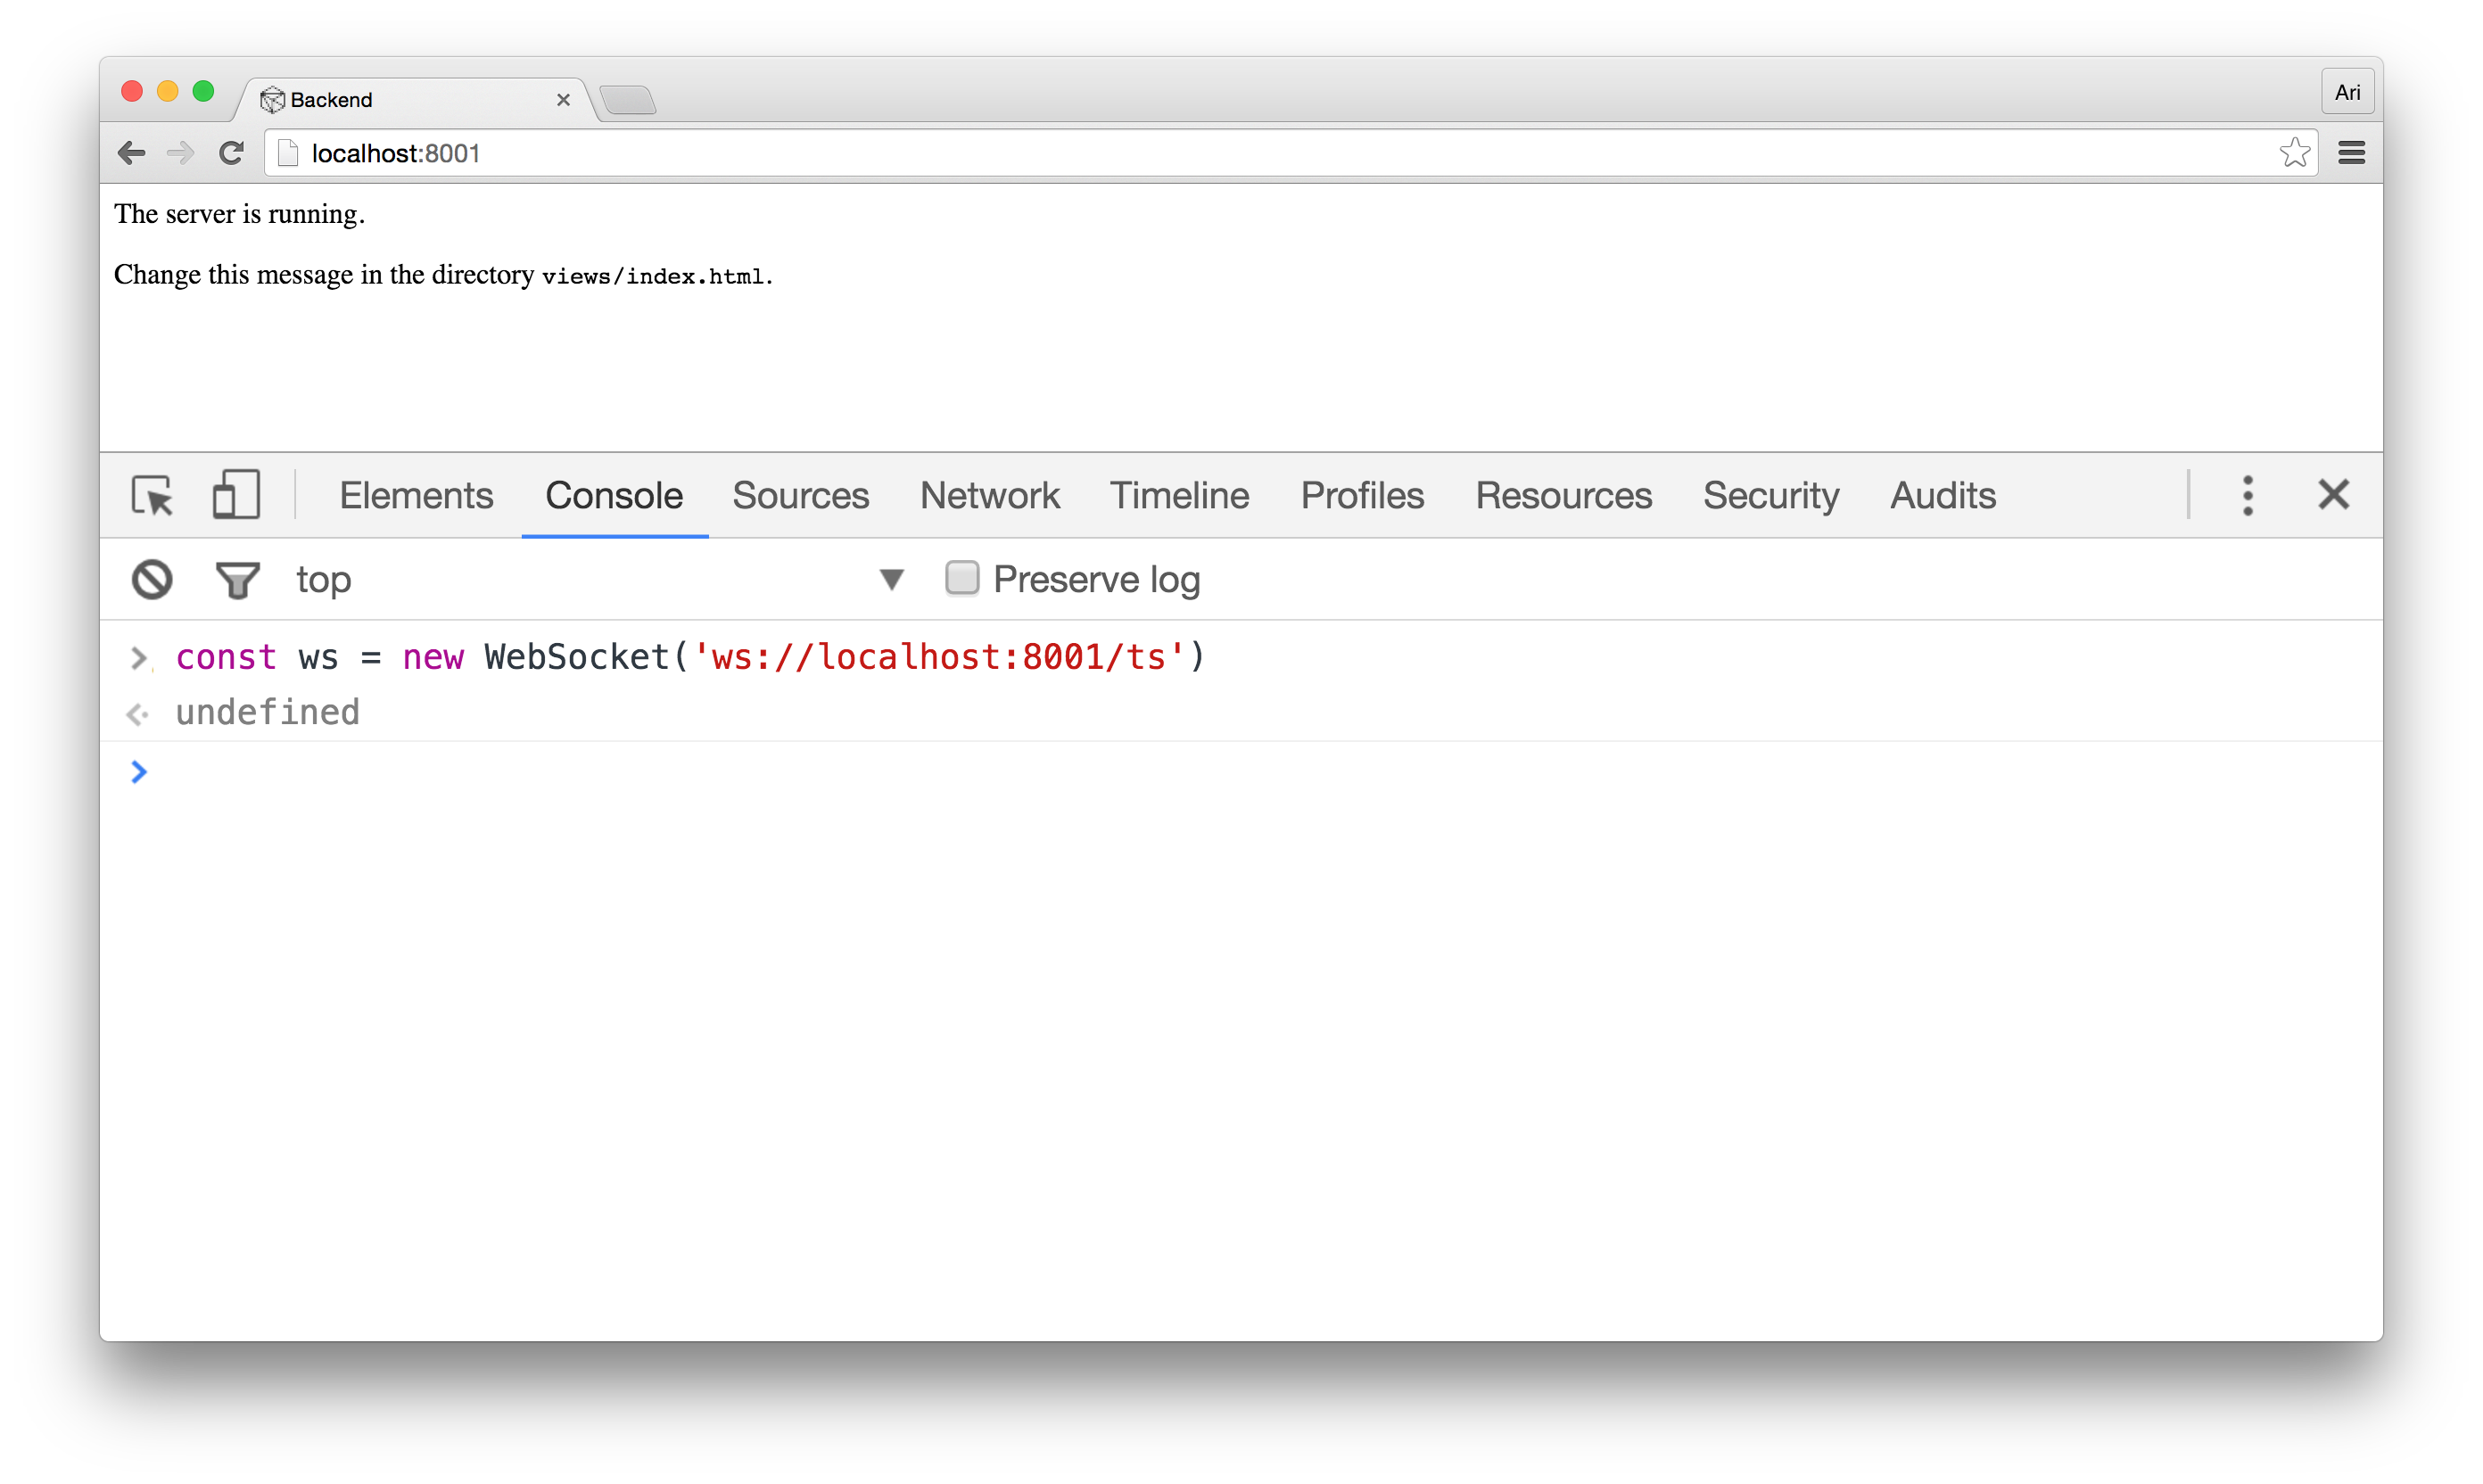 Backend
Ari
localhost:8001
The server is running.
Change this message in the directory views/index.html.
Elements Console Sources Network Timeline Profiles Resources Security Audits
top Preserve log
const ws = new WebSocket('ws://localhost:8001/ts')
undefined